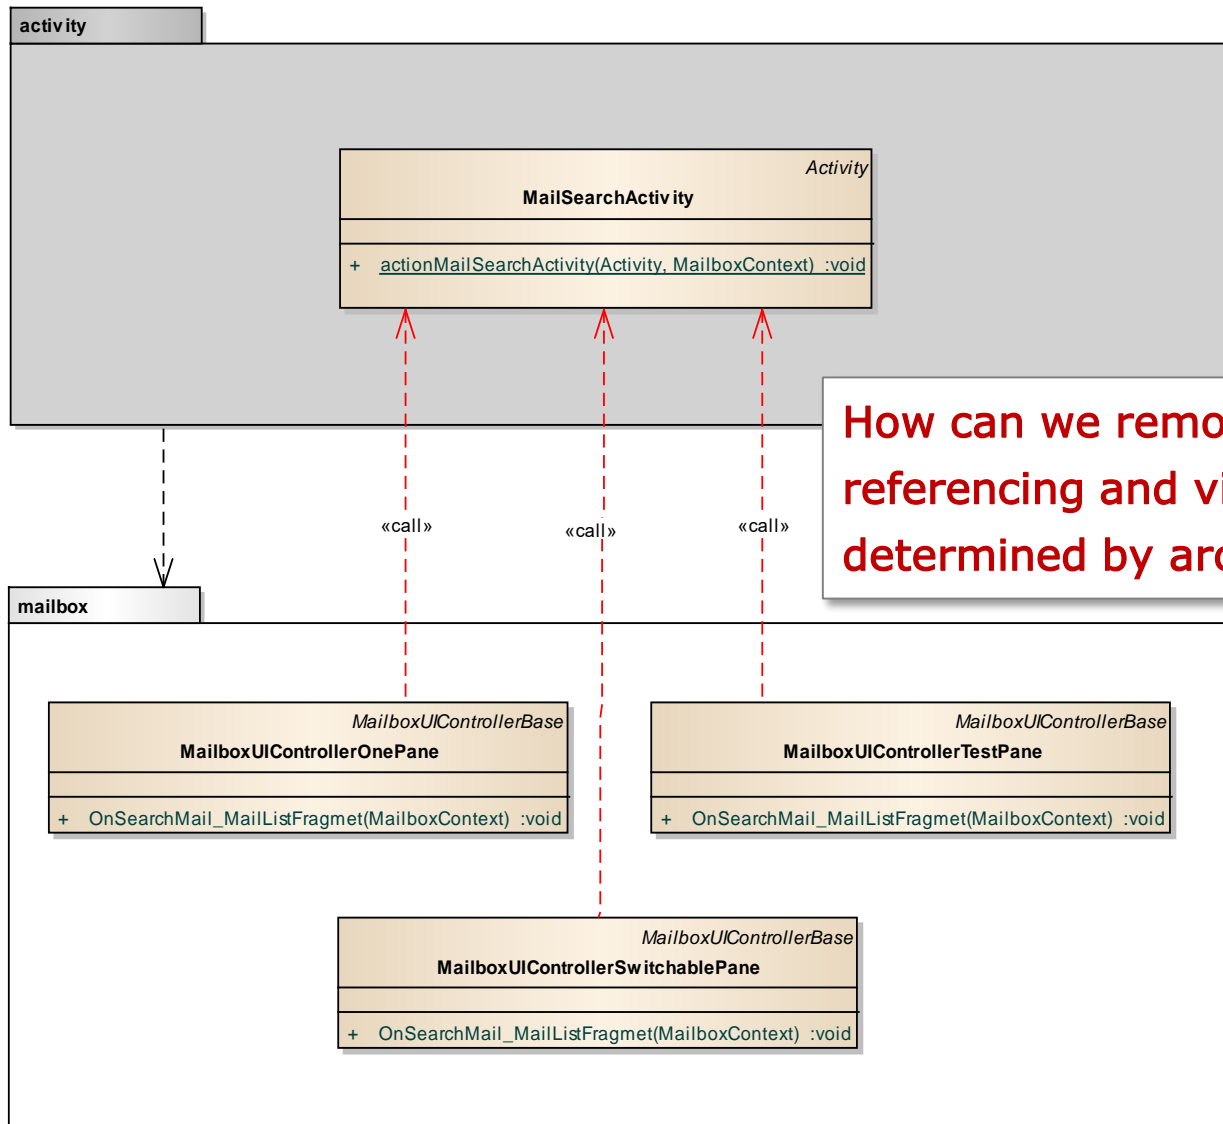 activity
Activity
MailSearchActivity
+ actionMailSearchActivity(Activity, MailboxContext) :void
How can we remo
referencing and vi
determined by arc
«call»
«call»
«call»
mailbox
MailboxUIControllerBase
MailboxUIControllerOnePane
+ OnSearchMail_MailListFragmet(MailboxContext) :void
MailboxUIControllerBase
MailboxUIControllerTestPane
+ OnSearchMail_MailListFragmet(MailboxContext) :void
MailboxUIControllerBase
MailboxUIControllerSwitchablePane
+ OnSearchMail_MailListFragmet(MailboxContext) :void